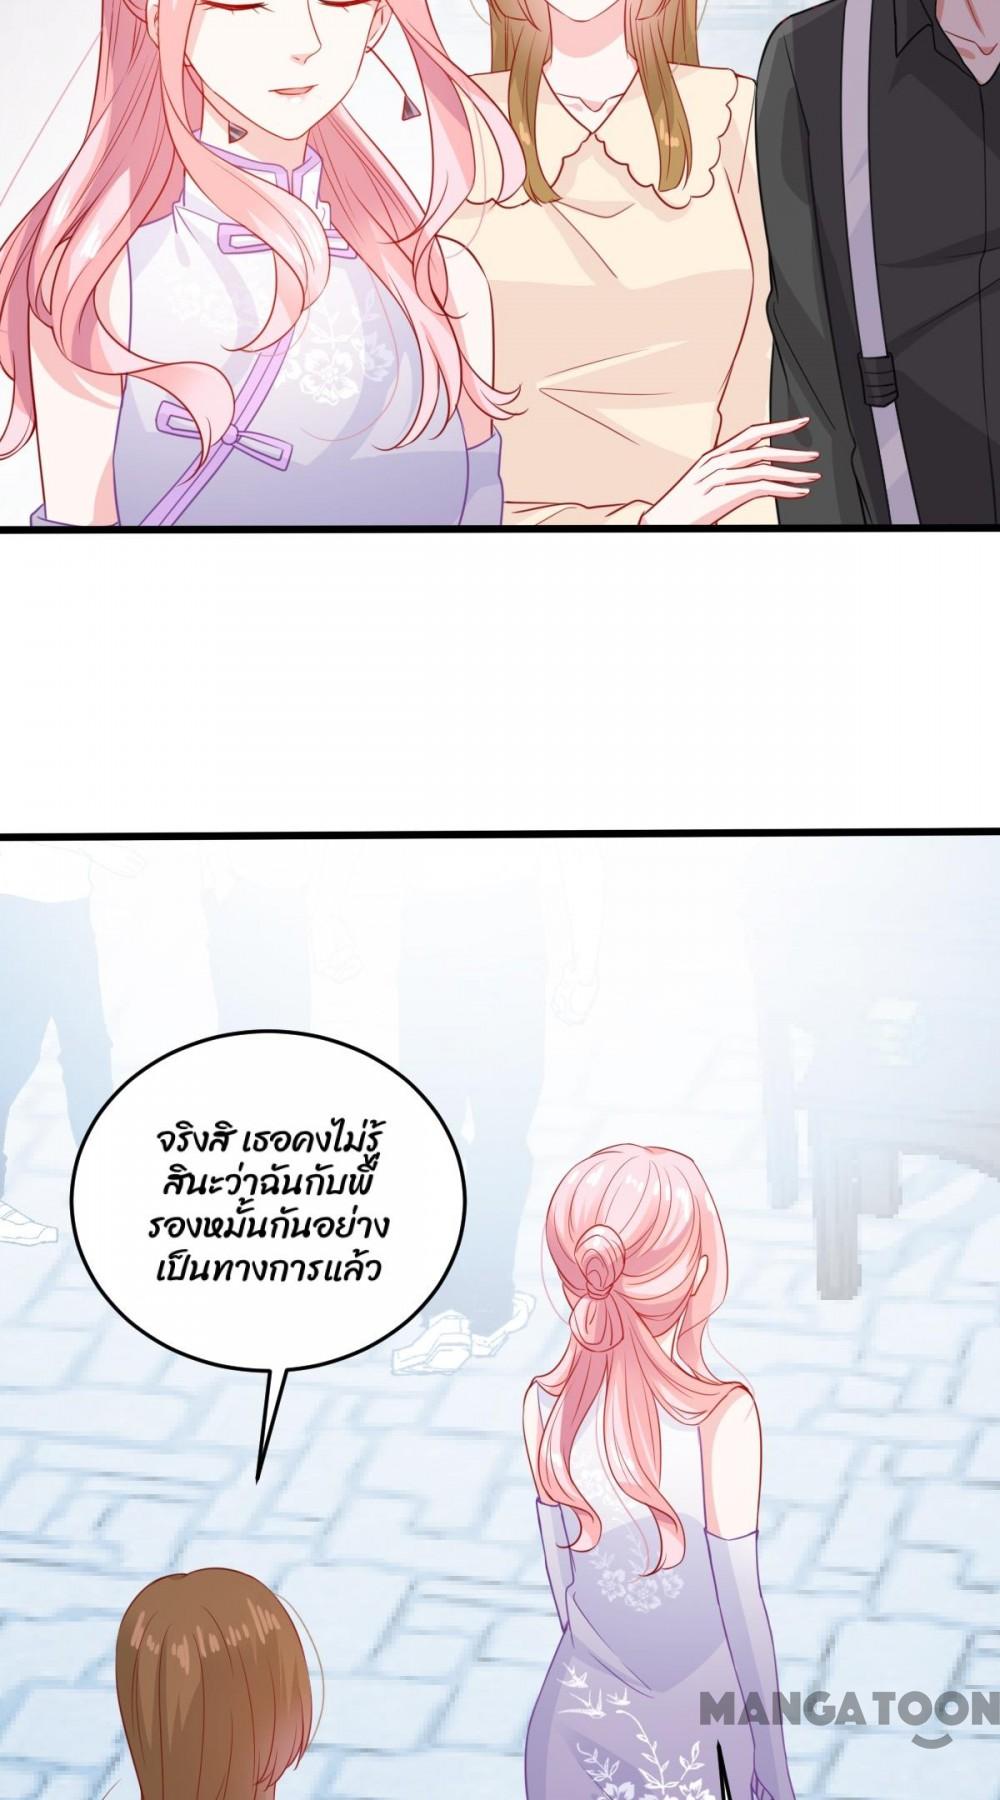 จริงสิ เธอคงไม่รู้
สินะว่าฉันกับพี่
รองหมั้นกันอย่าง
เป็นทางการแล้ว
MANGATOON